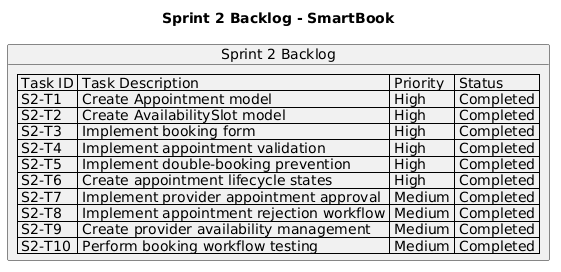 Sprint 2 Backlog - SmartBook
Sprint 2 Backlog
Task ID Task Description Priority Status
S2-T1 Create Appointment model High Completed
S2-T2 Create AvailabilitySlot model High Completed
S2-T3 Implement booking form High Completed
S2-T4 Implement appointment validation High Completed
S2-T5 Implement double-booking prevention High Completed
S2-T6 Create appointment lifecycle states High Completed
S2-T7 Implement provider appointment approval Medium Completed
S2-T8 Implement appointment rejection workflow Medium Completed
S2-T9 Create provider availability management Medium Completed
S2-T10 Perform booking workflow testing Medium Completed